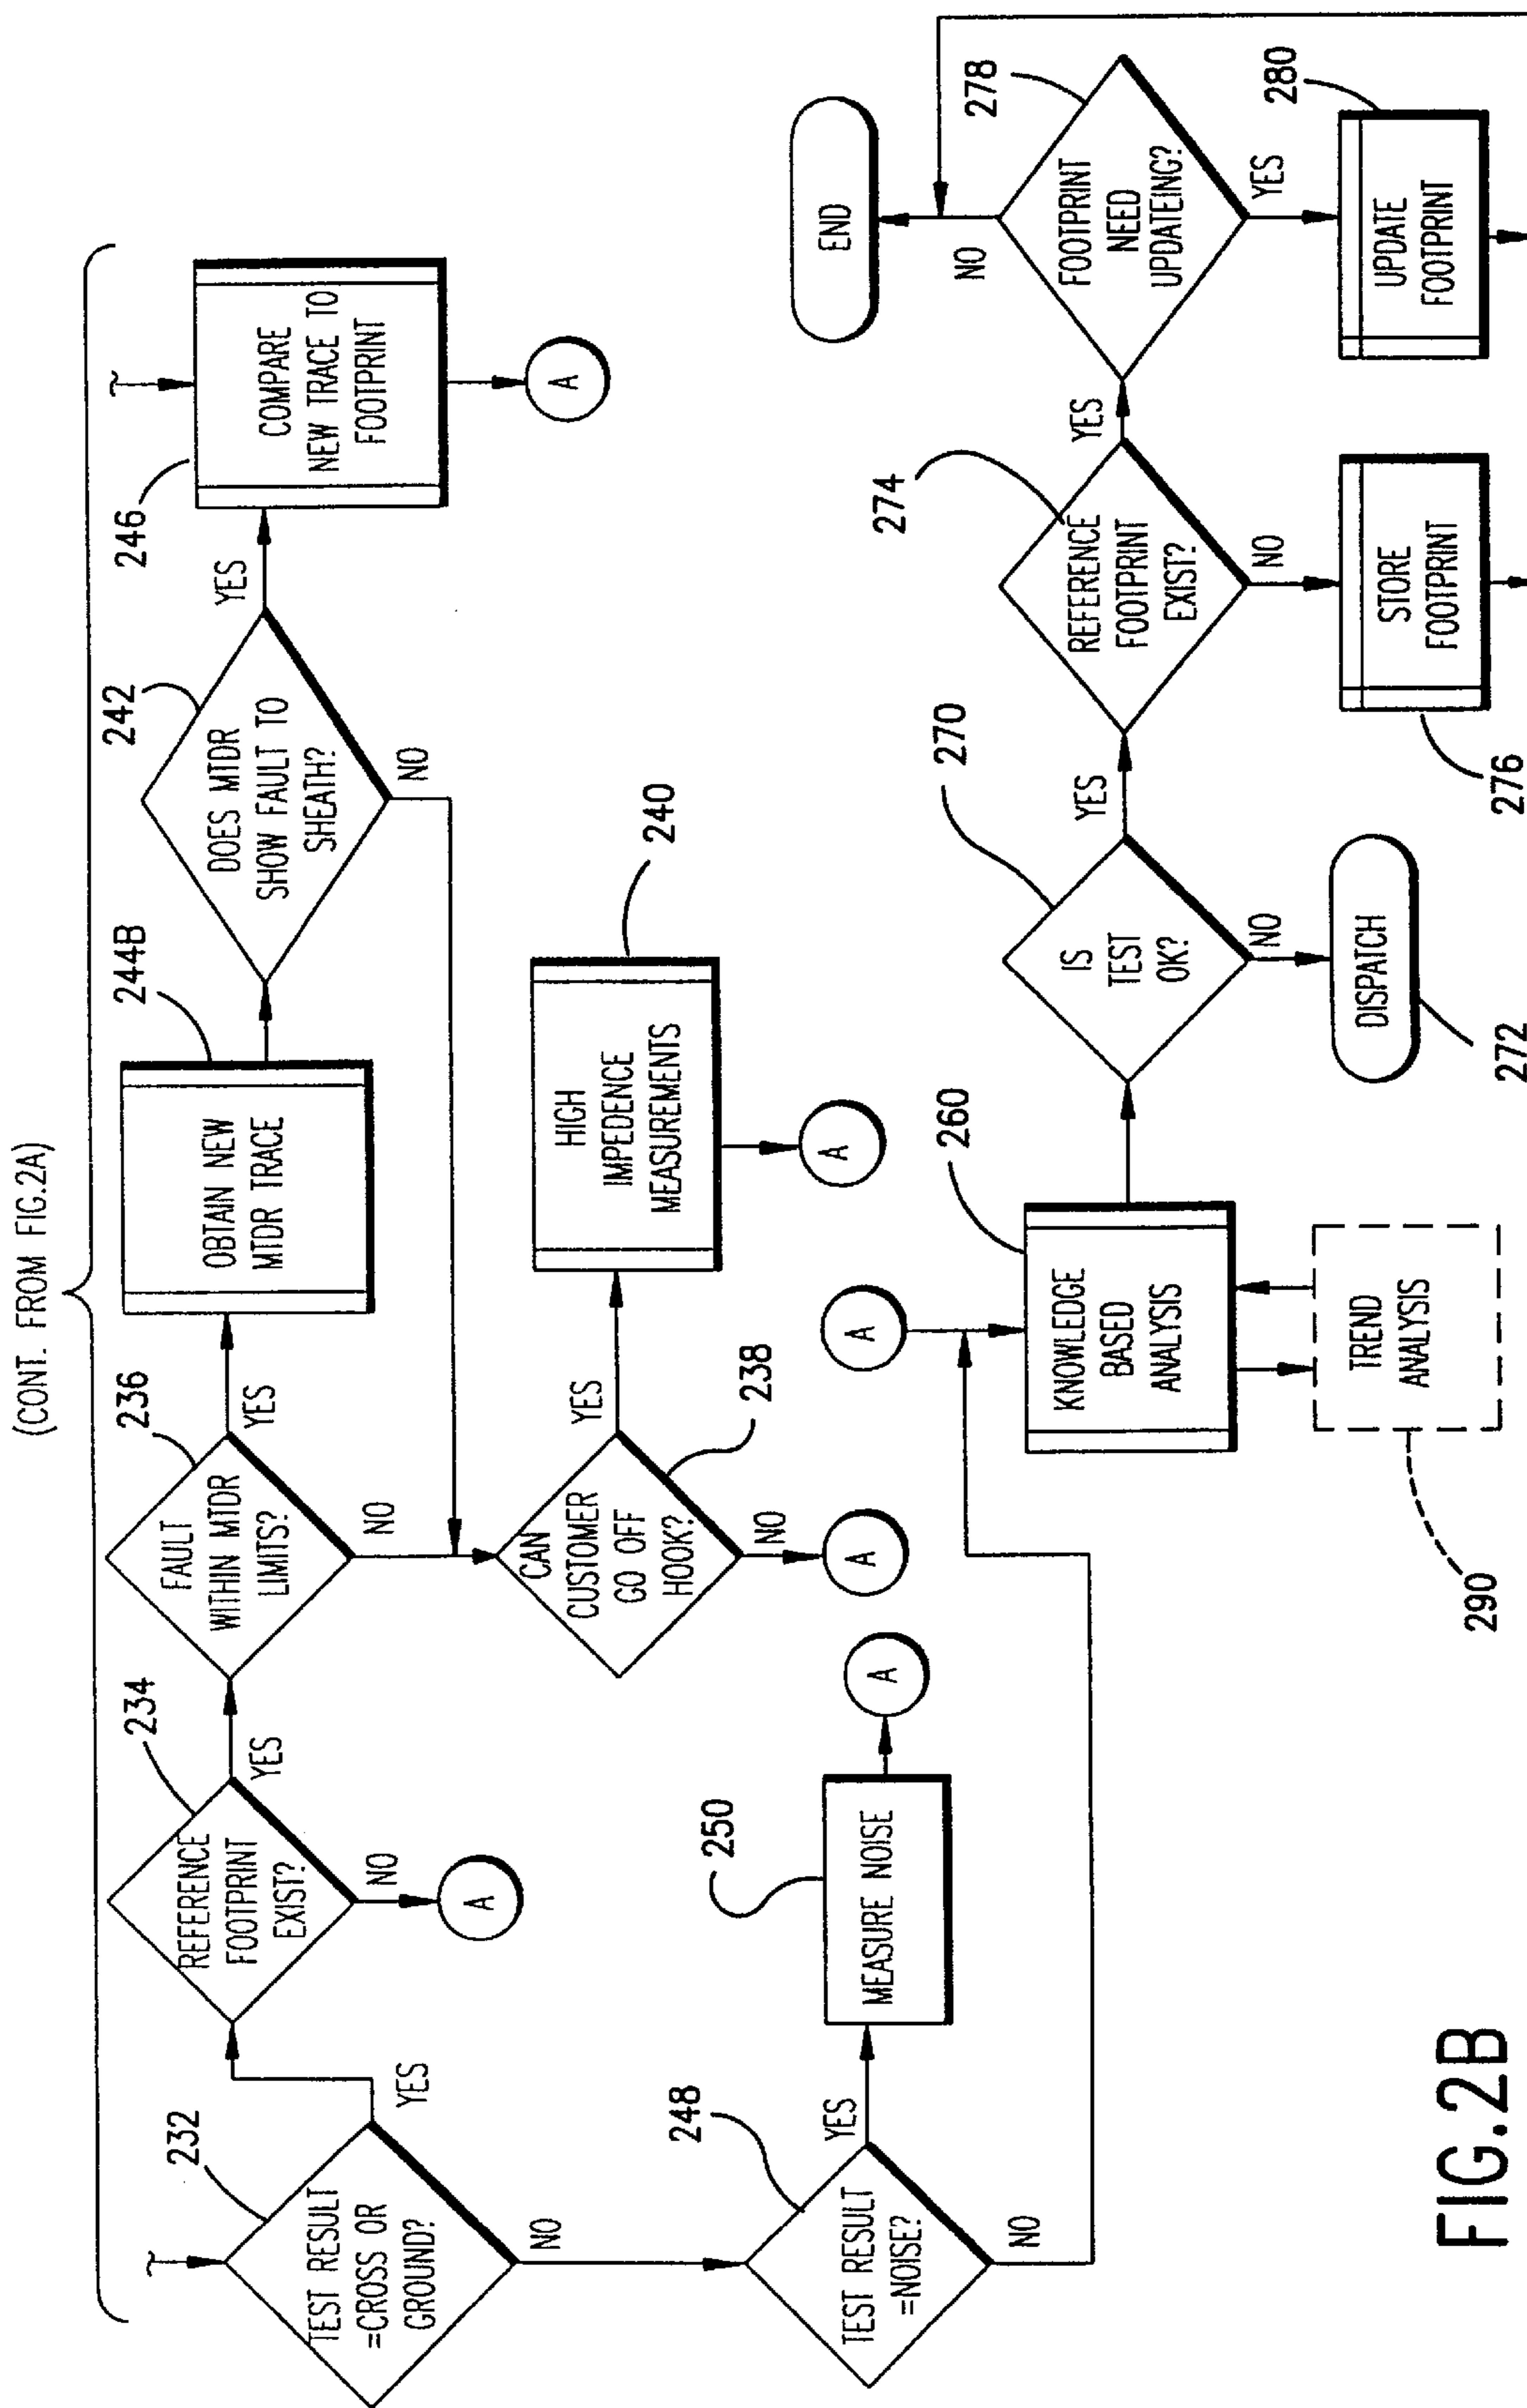 (CONT. FROM FIG.2A)
232
TEST RESULT
=CROSS OR
GROUND?
YES
NO
234
REFERENCE
FOOTPRINT
EXIST?
YES
NO
A
236
FAULT
WITHIN MTDR
LIMITS?
YES
NO
244B
OBTAIN NEW
MTDR TRACE
242
DOES MTDR
SHOW FAULT TO
SHEATH?
YES
NO
246
COMPARE
NEW TRACE TO
FOOTPRINT
A
CAN
CUSTOMER
GO OFF
HOOK?
238
YES
NO
A
240
HIGH
IMPEDENCE
MEASUREMENTS
A
248
TEST RESULT
=NOISE?
YES
NO
250
MEASURE NOISE
A
A
260
KNOWLEDGE
BASED
ANALYSIS
TREND
ANALYSIS
290
270
IS
TEST
OK?
YES
NO
DISPATCH
272
274
REFERENCE
FOOTPRINT
EXIST?
YES
NO
STORE
FOOTPRINT
276
278
FOOTPRINT
NEED
UPDATEING?
NO
YES
END
280
UPDATE
FOOTPRINT
FIG.2B